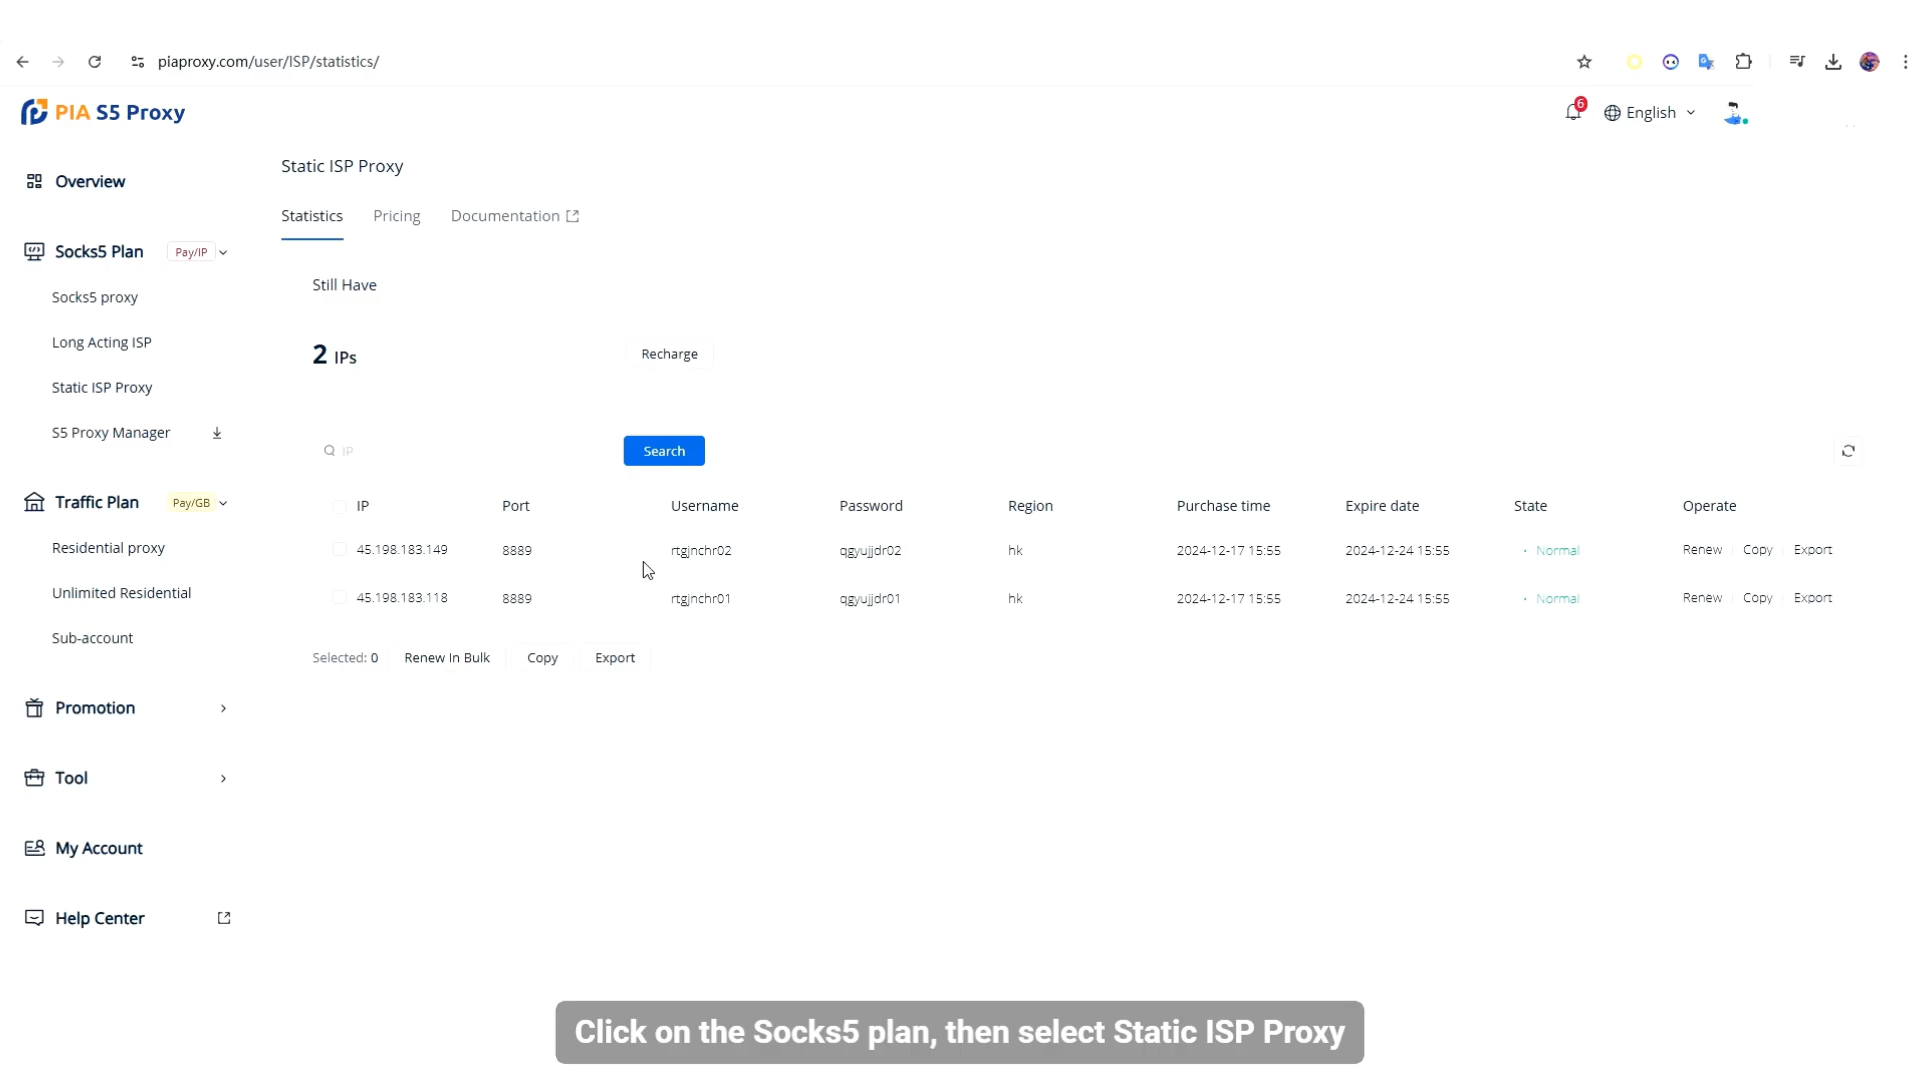 piaproxy.com/user/ISP/statistics/
PIA S5 Proxy
6
English
Overview
Socks5 Plan Pay/IP
Socks5 proxy
Long Acting ISP
Static ISP Proxy
S5 Proxy Manager
Traffic Plan Pay/GB
Residential proxy
Unlimited Residential
Sub-account
Promotion
Tool
My Account
Help Center
Static ISP Proxy
Statistics Pricing Documentation
Still Have
2 IPs Recharge
IP Search
IP Port Username Password Region Purchase time Expire date State Operate
45.198.183.149 8889 rtgjnchr02 qgyujjdr02 hk 2024-12-17 15:55 2024-12-24 15:55 Normal Renew Copy Export
45.198.183.118 8889 rtgjnchr01 qgyujjdr01 hk 2024-12-17 15:55 2024-12-24 15:55 Normal Renew Copy Export
Selected: 0 Renew In Bulk Copy Export
Click on the Socks5 plan, then select Static ISP Proxy